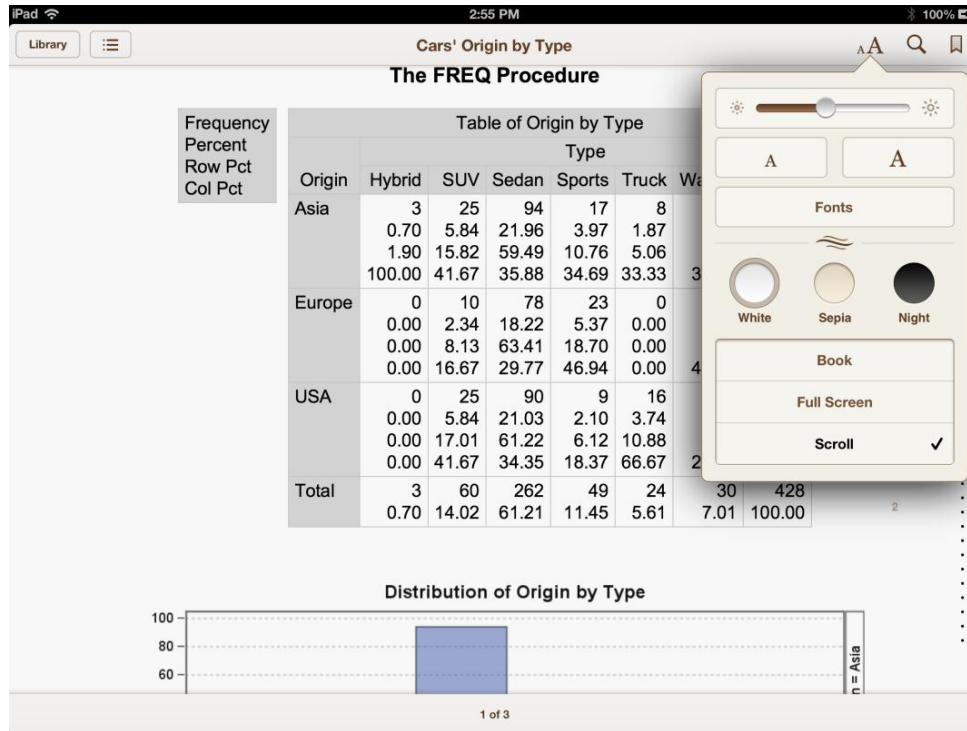 iPad 2:55 PM 100%
Library Cars' Origin by Type AA
The FREQ Procedure
Frequency
Percent
Row Pct
Col Pct
Table of Origin by Type
Type
Origin Hybrid SUV Sedan Sports Truck
Asia 3 25 94 17 8
0.70 5.84 21.96 3.97 1.87
1.90 15.82 59.49 10.76 5.06
100.00 41.67 35.88 34.69 33.33 3
Europe 0 10 78 23 0
0.00 2.34 18.22 5.37 0.00
0.00 8.13 63.41 18.70 0.00
0.00 16.67 29.77 46.94 0.00 4
USA 0 25 90 9 16
0.00 5.84 21.03 2.10 3.74
0.00 17.01 61.22 6.12 10.88
0.00 41.67 34.35 18.37 66.67 2
Total 3 60 262 49 24 30 428
0.70 14.02 61.21 11.45 5.61 7.01 100.00
A A
Fonts
White Sepia Night
Book
Full Screen
Scroll
2
Distribution of Origin by Type
100
80
60
n = Asia
1 of 3